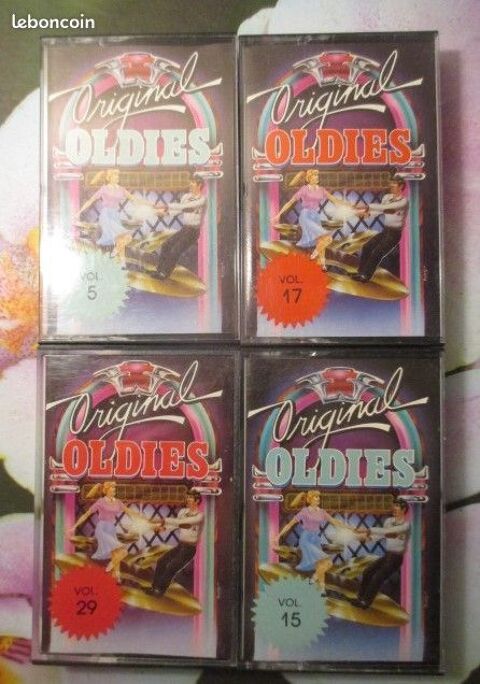 leboncoin
Original
OLDIES
VOL.
5
Original
OLDIES
VOL.
17
Original
OLDIES
VOL.
29
Original
OLDIES
VOL.
15